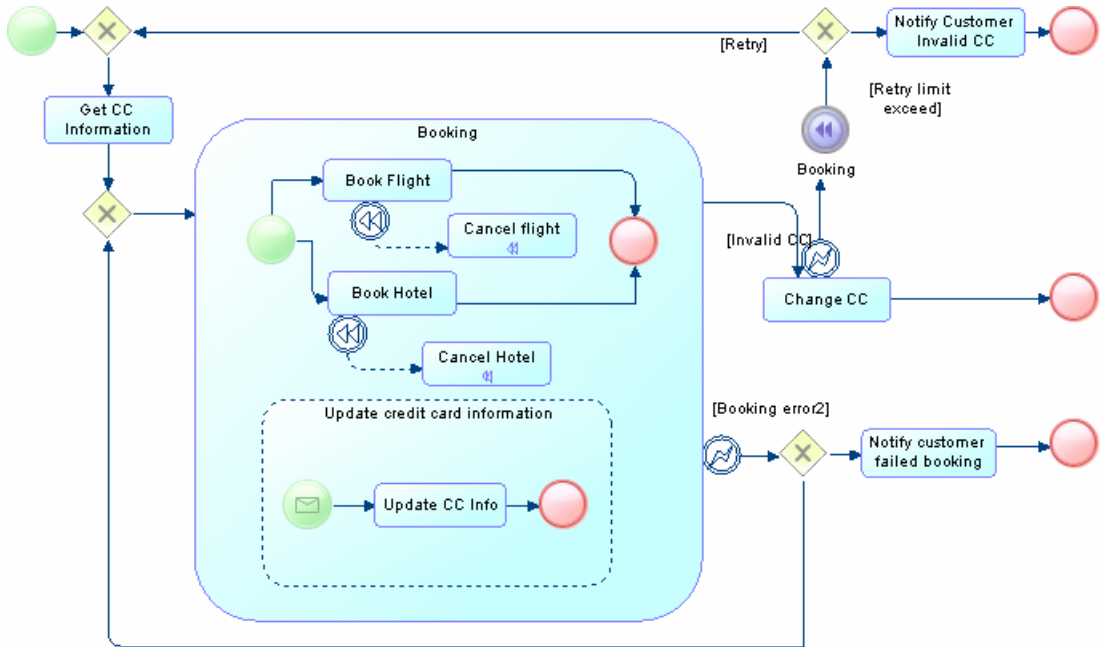 Notify Customer
Invalid CC
[Retry]
[Retry limit
exceed]
Get CC
Information
Booking
Booking
Book Flight
Cancel flight
[Invalid CC]
Book Hotel
Change CC
Cancel Hotel
Update credit card information
[Booking error2]
Notify customer
failed booking
Update CC Info